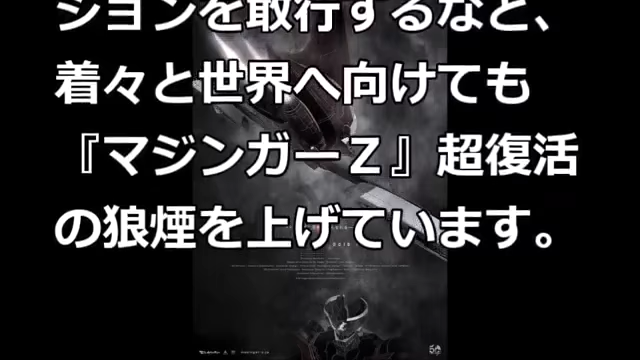 ションを敢行するなど、
着々と世界へ向けても
『マジンガーＺ』超復活
の狼煙を上げています。